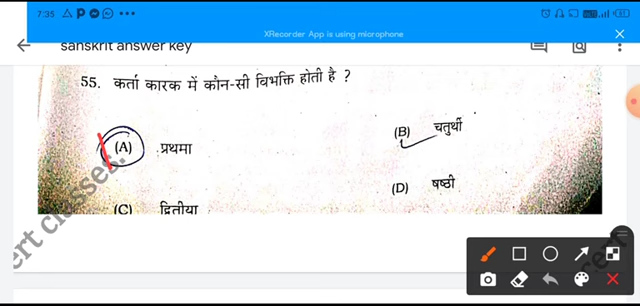 7:35
XRecorder App is using microphone
sanskrit answer key
55. कर्ता कारक में कौन-सी विभक्ति होती है ?
(A) प्रथमा
(B) चतुर्थी
(C) द्वितीया
(D) षष्ठी